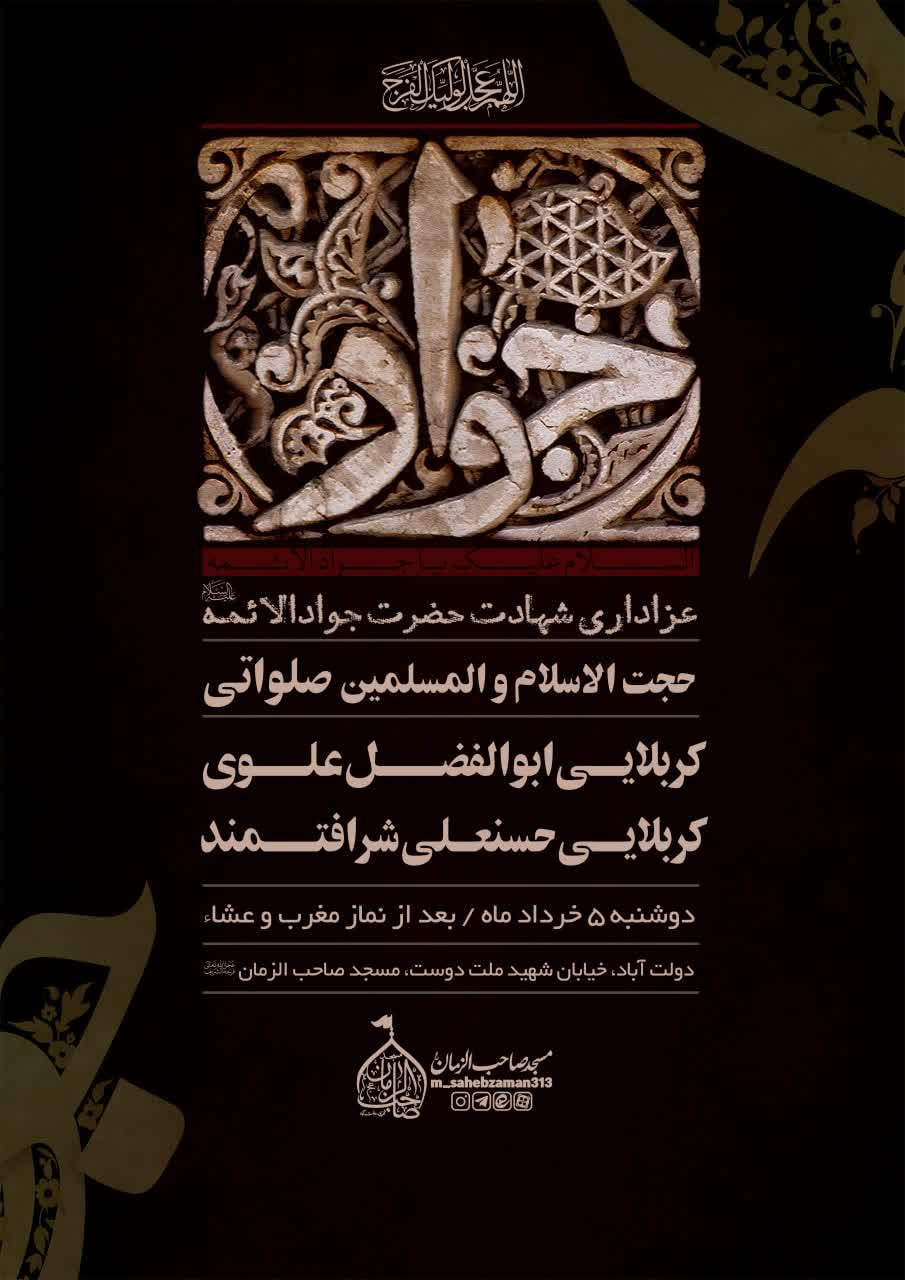 اللهم عجل لولیک الفرج
جواد
السلام علیک یا جواد الائمه
عزاداری شهادت حضرت جوادالائمه علیه السلام
حجت الاسلام و المسلمین صلواتی
کربلایی ابوالفضل علوی
کربلایی حسنعلی شرافتمند
دوشنبه ۵ خرداد ماه / بعد از نماز مغرب و عشاء
دولت آباد، خیابان شهید ملت دوست، مسجد صاحب الزمان
مسجد صاحب الزمان
m_sahebzaman313